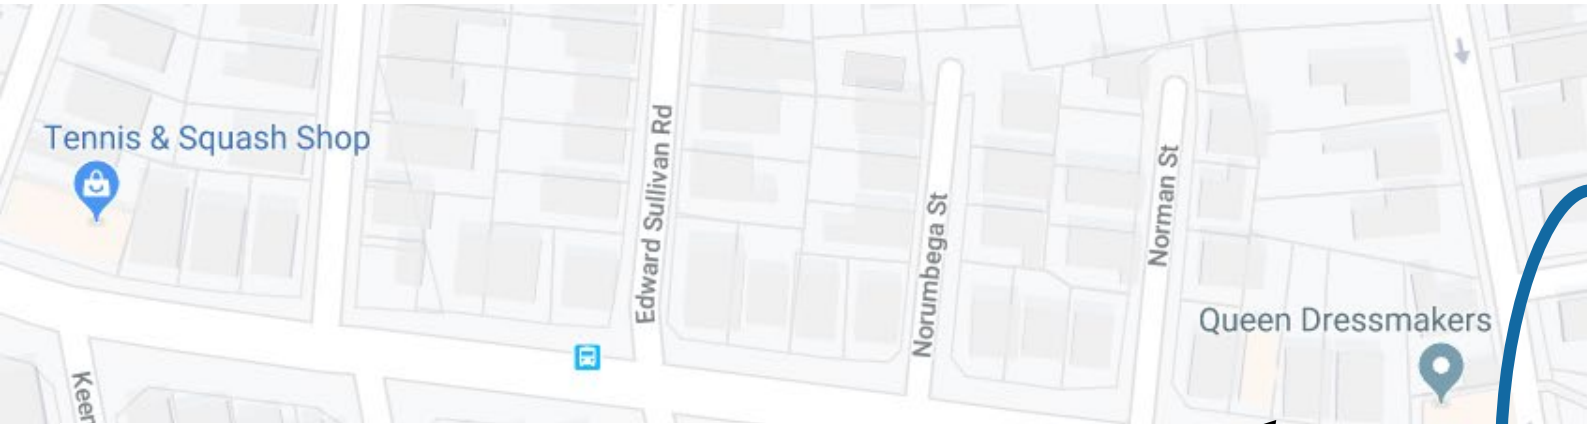 Tennis & Squash Shop
Edward Sullivan Rd
Norumbega St
Norman St
Queen Dressmakers